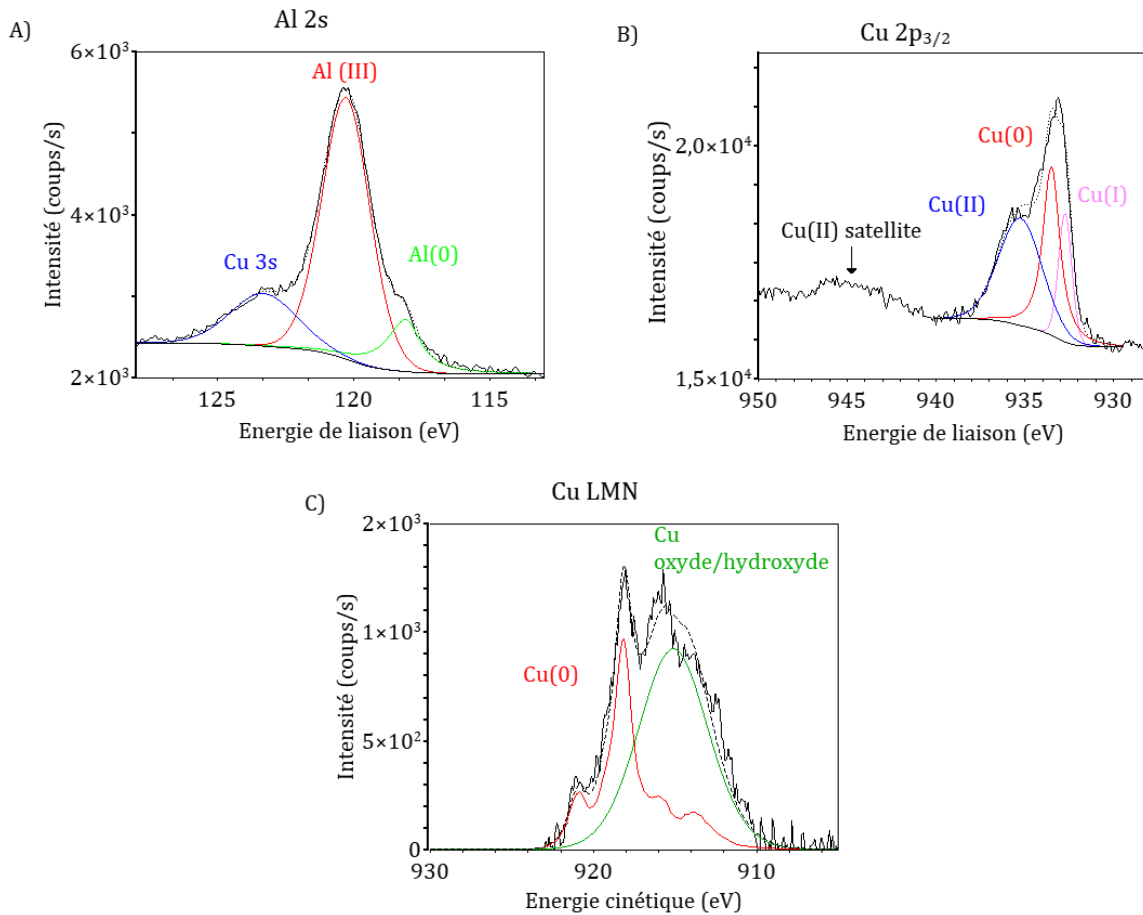 A)
Al 2s
6×10³
4×10³
2×10³
Intensité (coups/s)
Al (III)
Cu 3s
Al(0)
125
120
115
Energie de liaison (eV)
B)
Cu 2p₃/₂
2,0×10⁴
1,5×10⁴
Intensité (coups/s)
Cu(0)
Cu(I)
Cu(II)
Cu(II) satellite
950
945
940
935
930
Energie de liaison (eV)
C)
Cu LMN
2×10³
1×10³
5×10²
0
Intensité (coups/s)
Cu
oxyde/hydroxyde
Cu(0)
930
920
910
Energie cinétique (eV)